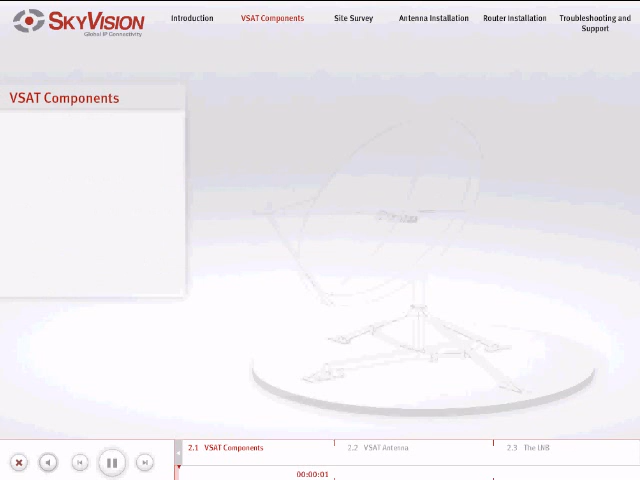 SKYVISION
Global IP Connectivity
Introduction
VSAT Components
Site Survey
Antenna Installation
Router Installation
Troubleshooting and
Support
VSAT Components
2.1 VSAT Components
2.2 VSAT Antenna
2.3 The LNB
00:00:01